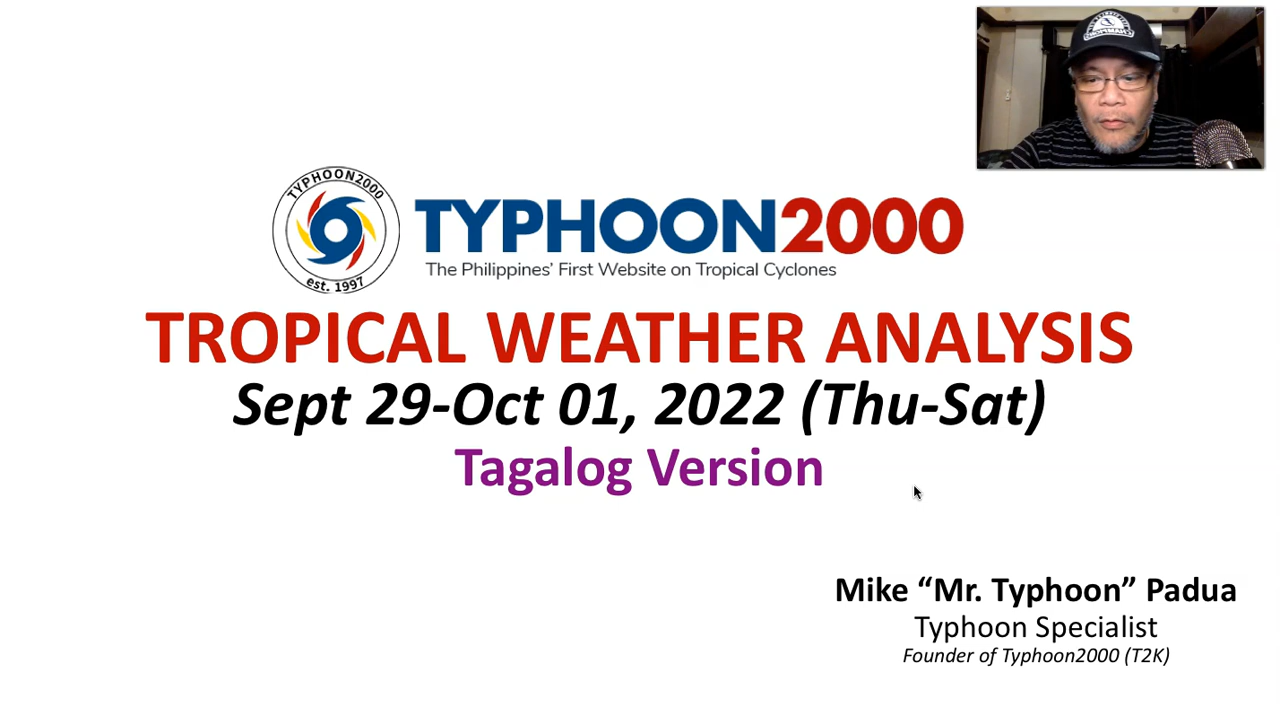 TYPHOON2000
est. 1997
TYPHOON2000
The Philippines' First Website on Tropical Cyclones
TROPICAL WEATHER ANALYSIS
Sept 29-Oct 01, 2022 (Thu-Sat)
Tagalog Version
Mike “Mr. Typhoon” Padua
Typhoon Specialist
Founder of Typhoon2000 (T2K)